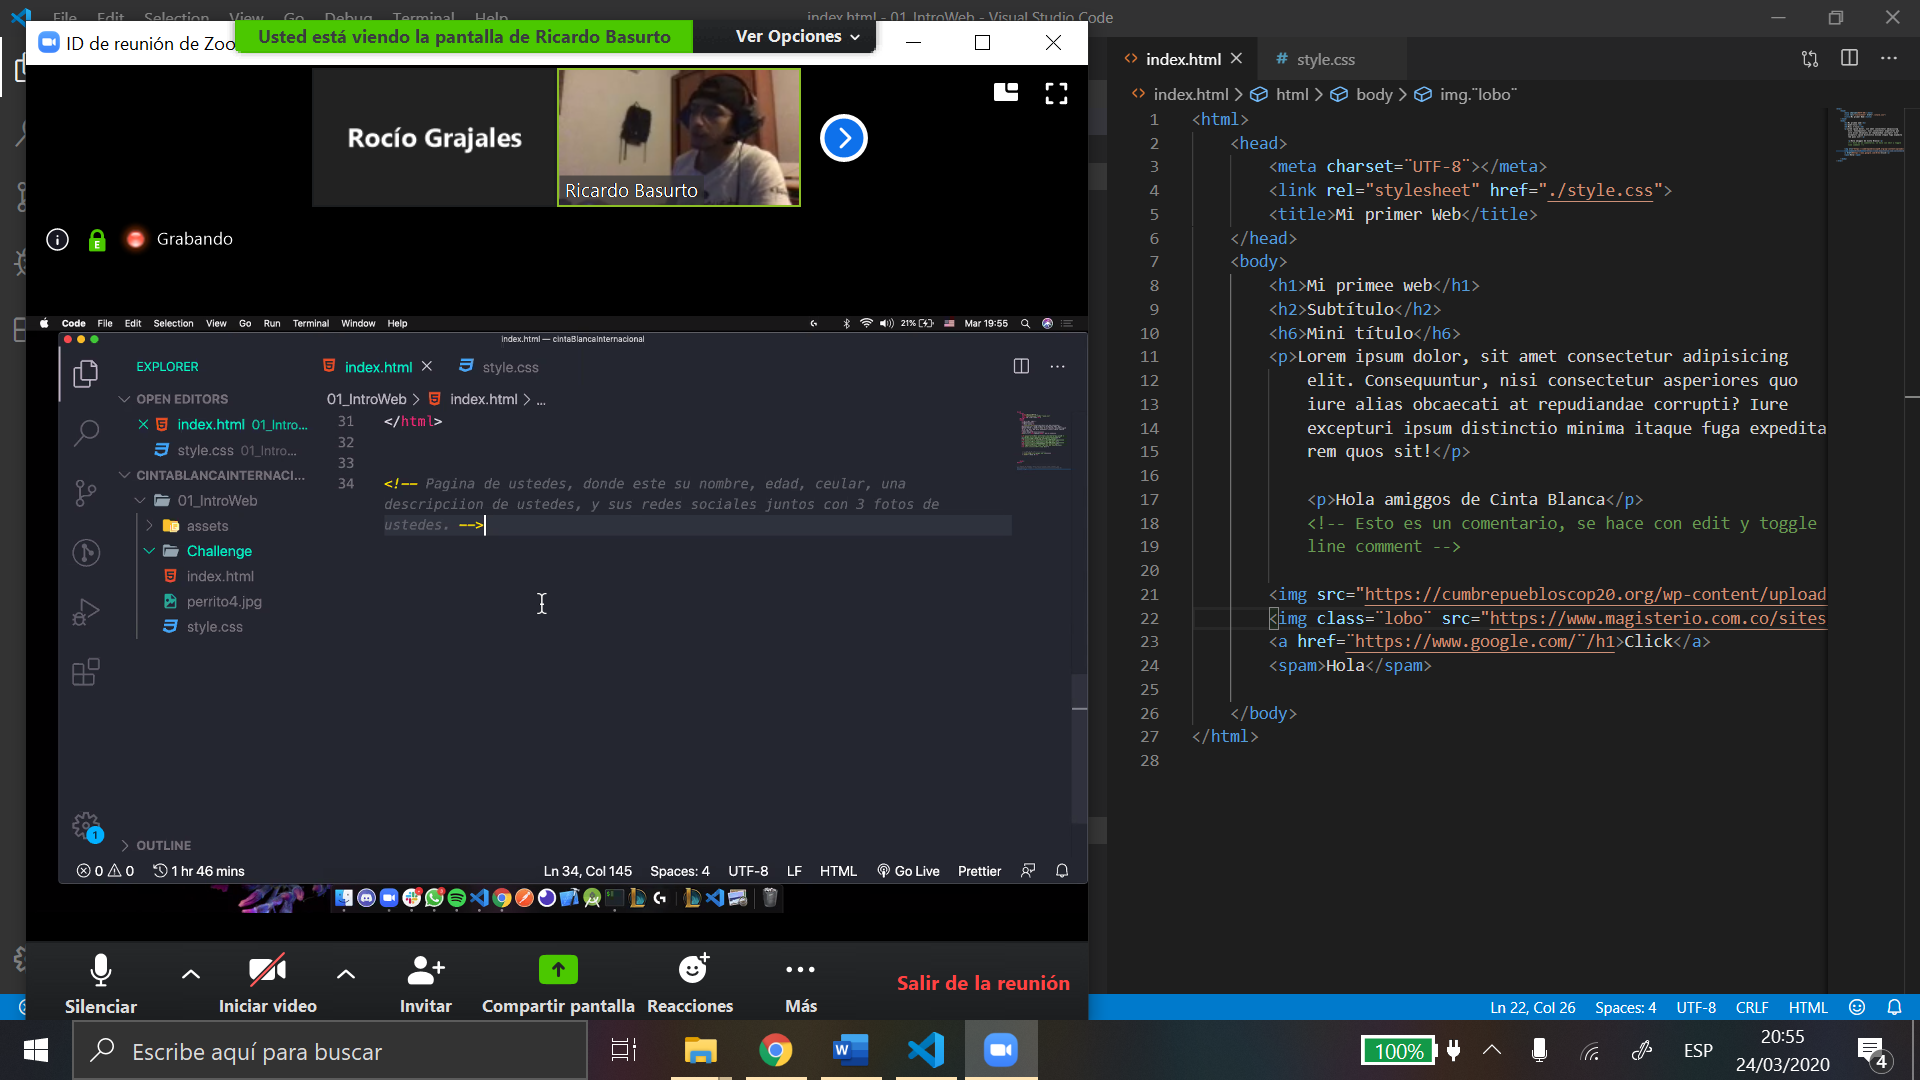 File Edit Selection View Go Debug Terminal Help
index.html - 01_IntroWeb - Visual Studio Code
ID de reunión de Zoo
Usted está viendo la pantalla de Ricardo Basurto
Ver Opciones
Rocío Grajales
Ricardo Basurto
Grabando
Code File Edit Selection View Go Run Terminal Window Help
21%
Mar 19:55
index.html — cintaBlancaInternacional
EXPLORER
index.html
style.css
OPEN EDITORS
01_IntroWeb > index.html > ...
index.html 01_Intro...
style.css 01_Intro...
CINTABLANCAINTERNACI...
01_IntroWeb
assets
Challenge
index.html
perrito4.jpg
style.css
OUTLINE
31 </html>
32
33
34 <!-- Pagina de ustedes, donde este su nombre, edad, ceular, una
descripciion de ustedes, y sus redes sociales juntos con 3 fotos de
ustedes. -->
1
0 0 1 hr 46 mins
Ln 34, Col 145 Spaces: 4 UTF-8 LF HTML Go Live Prettier
Silenciar
Iniciar video
Invitar
Compartir pantalla
Reacciones
Más
Salir de la reunión
index.html
style.css
index.html > html > body > img.¨lobo¨
1 <html>
2 <head>
3 <meta charset=¨UTF-8¨></meta>
4 <link rel="stylesheet" href="./style.css">
5 <title>Mi primer Web</title>
6 </head>
7 <body>
8 <h1>Mi primee web</h1>
9 <h2>Subtítulo</h2>
10 <h6>Mini título</h6>
11 <p>Lorem ipsum dolor, sit amet consectetur adipisicing
12 elit. Consequuntur, nisi consectetur asperiores quo
13 iure alias obcaecati at repudiandae corrupti? Iure
14 excepturi ipsum distinctio minima itaque fuga expedita
15 rem quos sit!</p>
16
17 <p>Hola amiggos de Cinta Blanca</p>
18 <!-- Esto es un comentario, se hace con edit y toggle
19 line comment -->
20
21 <img src="https://cumbrepuebloscop20.org/wp-content/upload
22 <img class=¨lobo¨ src="https://www.magisterio.com.co/sites
23 <a href=¨https://www.google.com/¨/h1>Click</a>
24 <spam>Hola</spam>
25
26 </body>
27 </html>
28
Ln 22, Col 26 Spaces: 4 UTF-8 CRLF HTML
Escribe aquí para buscar
100%
ESP
20:55
24/03/2020
4